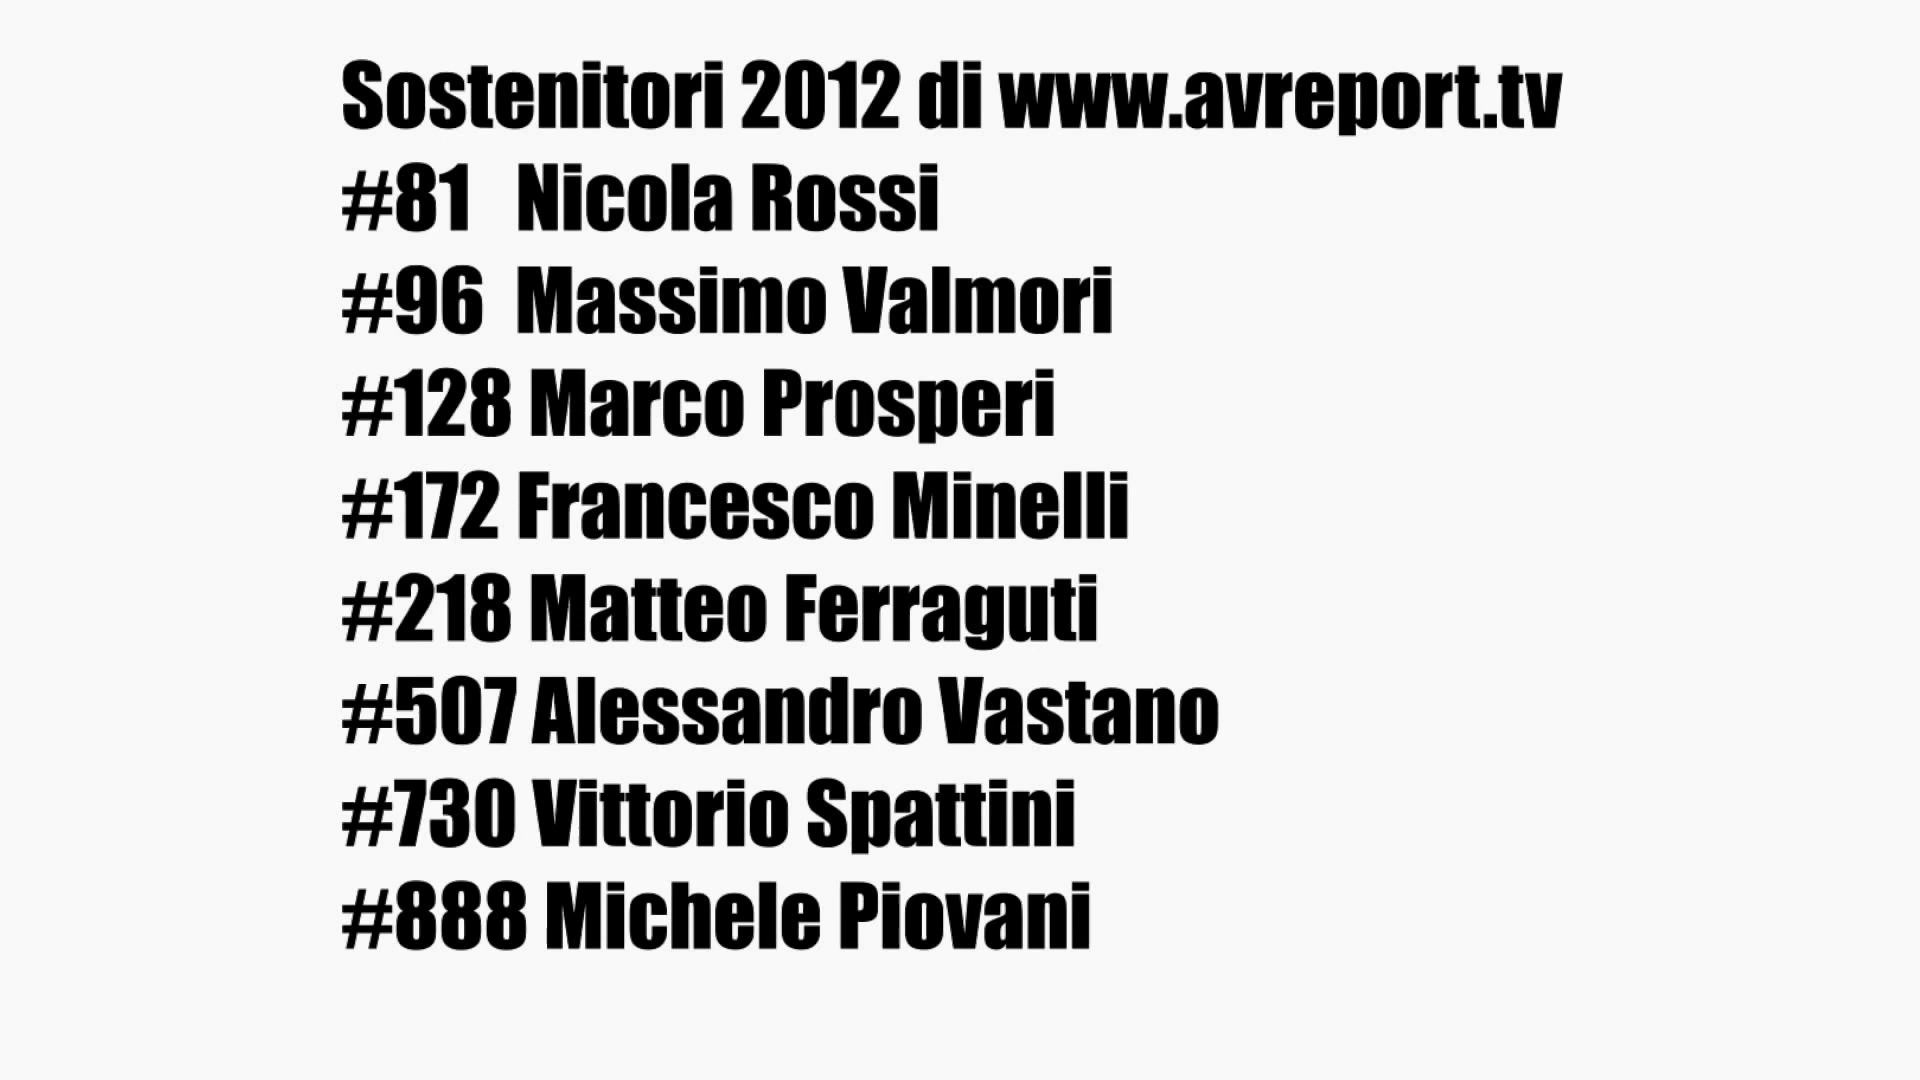 Sostenitori 2012 di www.avreport.tv
#81 Nicola Rossi
#96 Massimo Valmori
#128 Marco Prosperi
#172 Francesco Minelli
#218 Matteo Ferraguti
#507 Alessandro Vastano
#730 Vittorio Spattini
#888 Michele Piovani